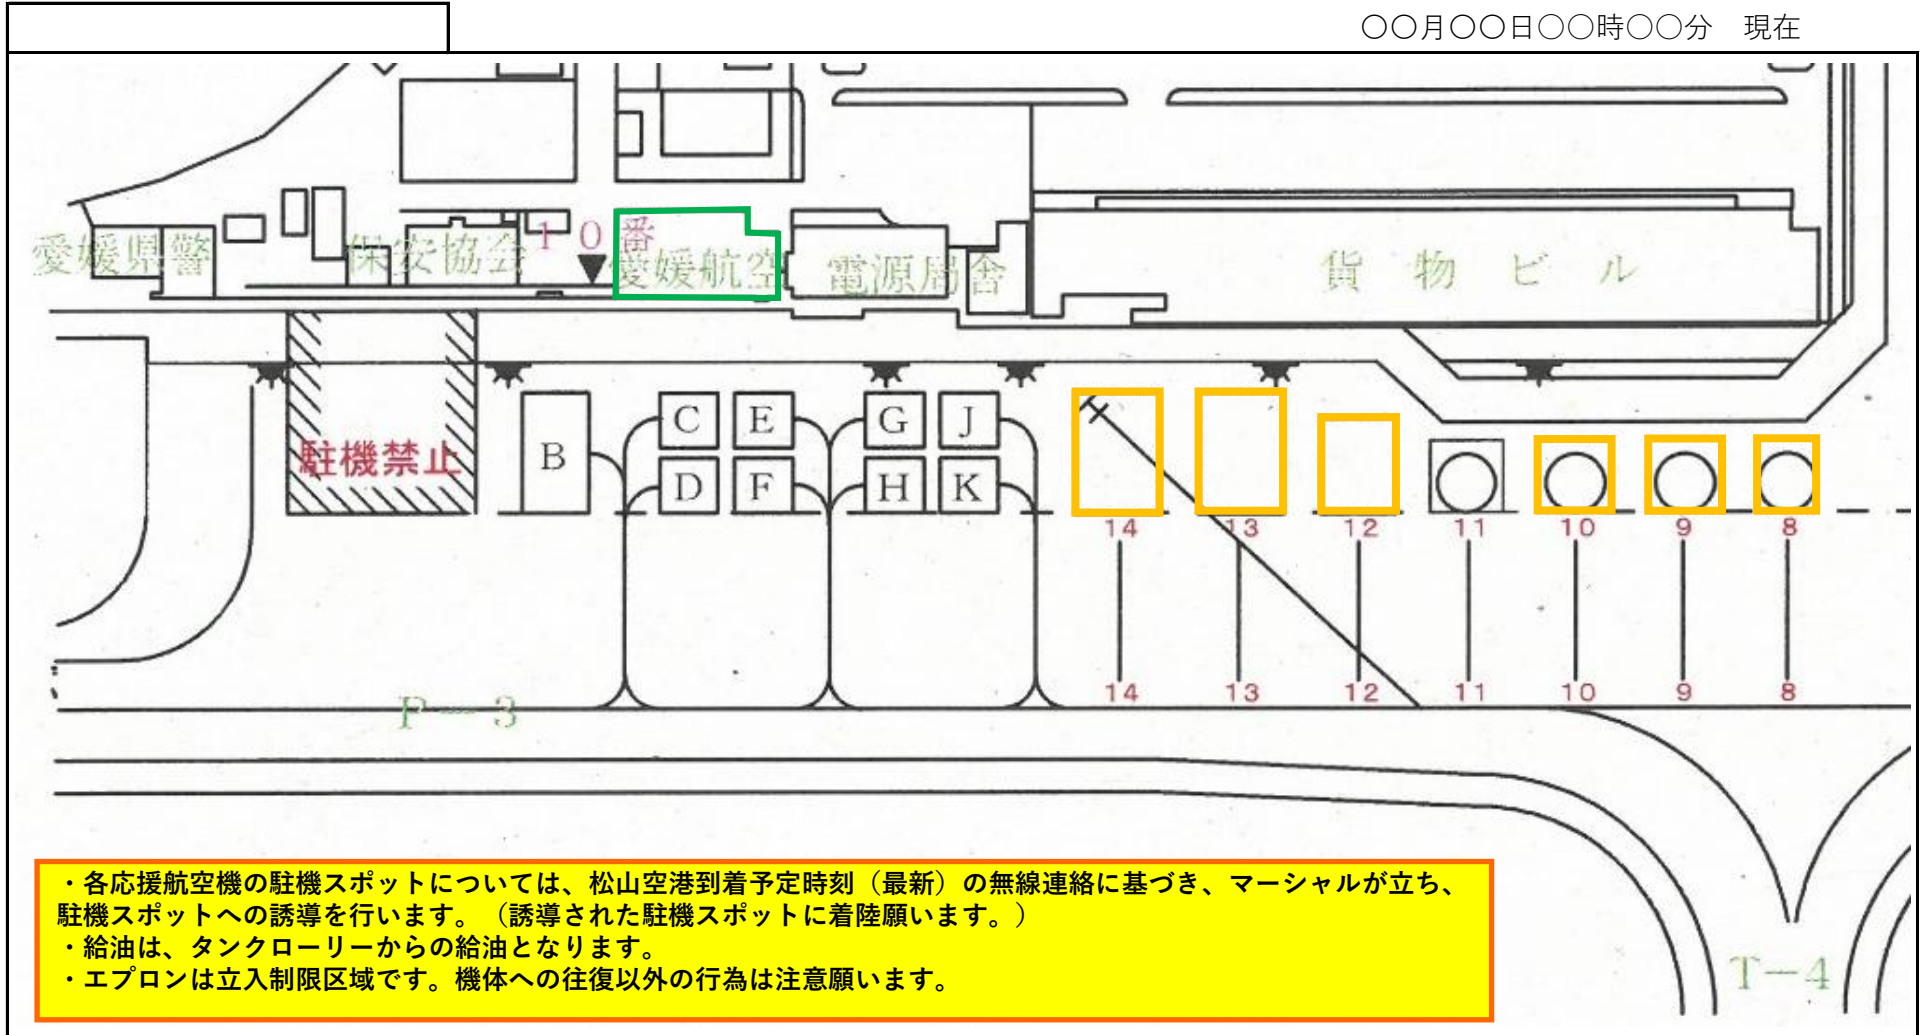 〇〇月〇〇日〇〇時〇〇分　現在
10番
愛媛県警
保安協会
愛媛航空
電源局舎
貨物ビル
駐機禁止
B
C
E
G
J
D
F
H
K
14
13
12
11
10
9
8
14
13
12
11
10
9
8
P－3
T－4
・各応援航空機の駐機スポットについては、松山空港到着予定時刻（最新）の無線連絡に基づき、マーシャルが立ち、
駐機スポットへの誘導を行います。（誘導された駐機スポットに着陸願います。）
・給油は、タンクローリーからの給油となります。
・エプロンは立入制限区域です。機体への往復以外の行為は注意願います。